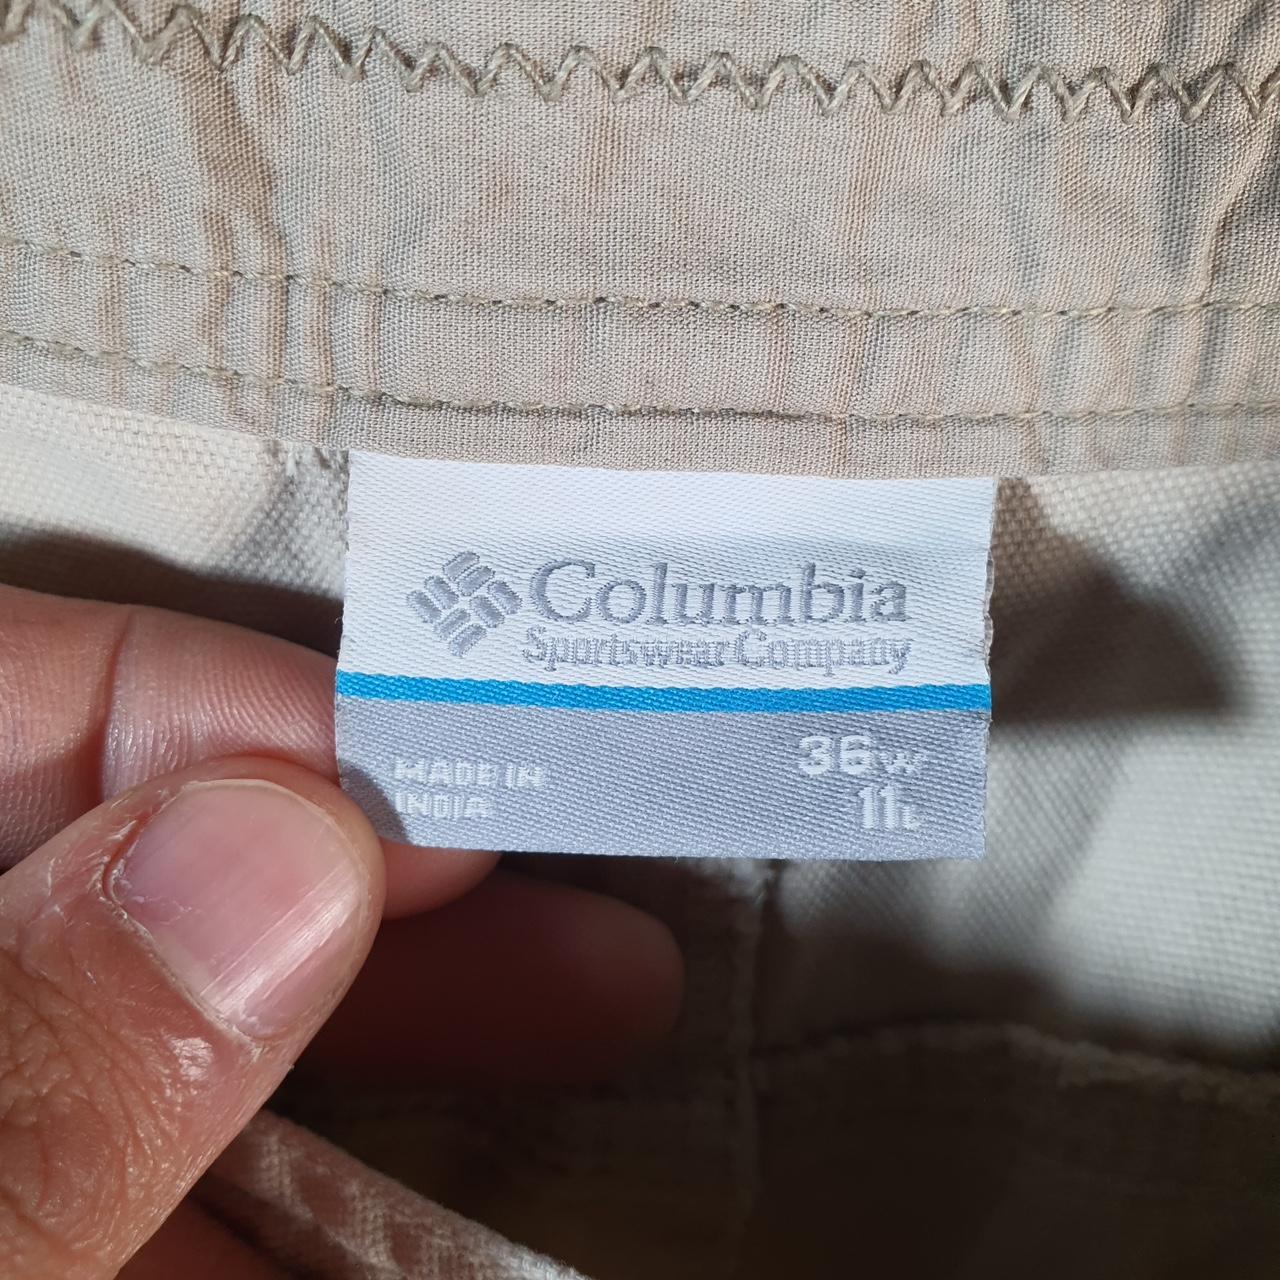 Columbia
Sportswear Company
MADE IN
INDIA
36W
11L